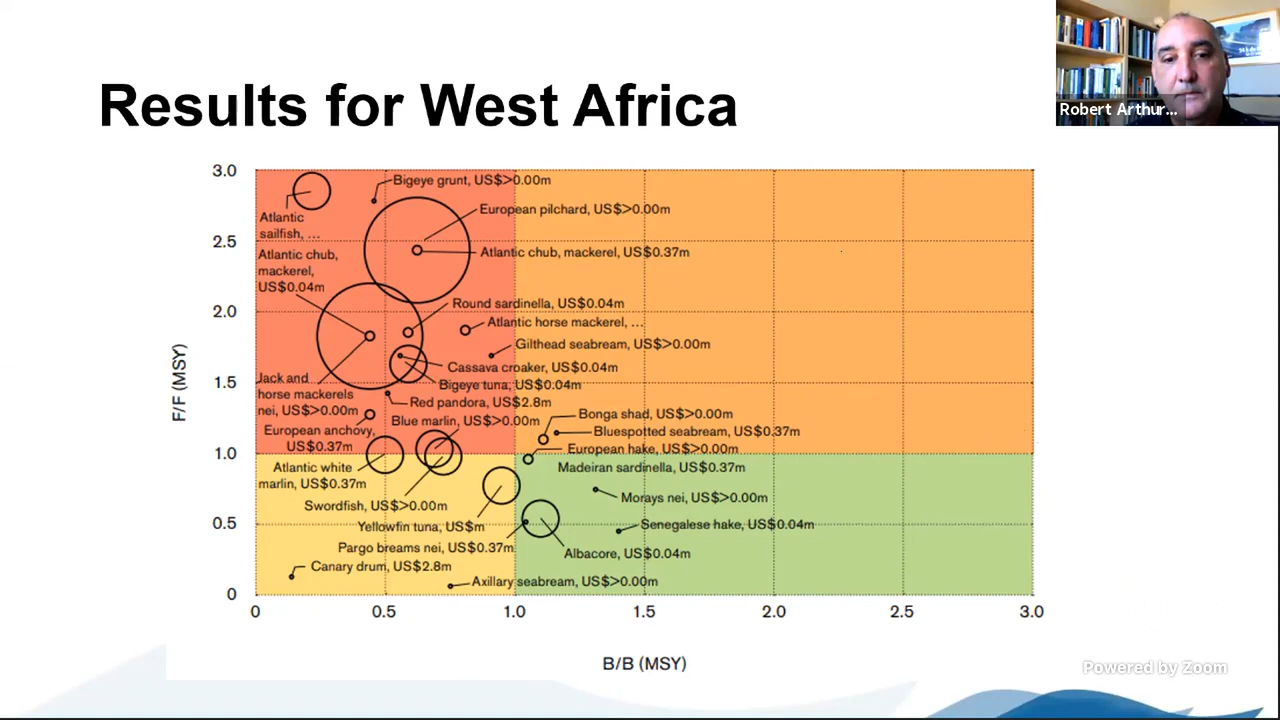 Results for West Africa
Robert Arthur...
3.0
2.5
2.0
1.5
1.0
0.5
0
F/F (MSY)
Bigeye grunt, US$>0.00m
European pilchard, US$>0.00m
Atlantic
sailfish, ...
Atlantic chub, mackerel, US$0.37m
Atlantic chub,
mackerel,
US$0.04m
Round sardinella, US$0.04m
Atlantic horse mackerel, ...
Gilthead seabream, US$>0.00m
Cassava croaker, US$0.04m
Bigeye tuna, US$0.04m
Jack and
horse mackerels
nei, US$>0.00m
Red pandora, US$2.8m
Blue marlin, US$>0.00m
Bonga shad, US$>0.00m
European anchovy,
US$0.37m
Bluespotted seabream, US$0.37m
European hake, US$>0.00m
Atlantic white
marlin, US$0.37m
Madeiran sardinella, US$0.37m
Swordfish, US$>0.00m
Morays nei, US$>0.00m
Yellowfin tuna, US$m
Senegalese hake, US$0.04m
Pargo breams nei, US$0.37m
Albacore, US$0.04m
Canary drum, US$2.8m
Axillary seabream, US$>0.00m
0
0.5
1.0
1.5
2.0
2.5
3.0
B/B (MSY)
Powered by Zoom